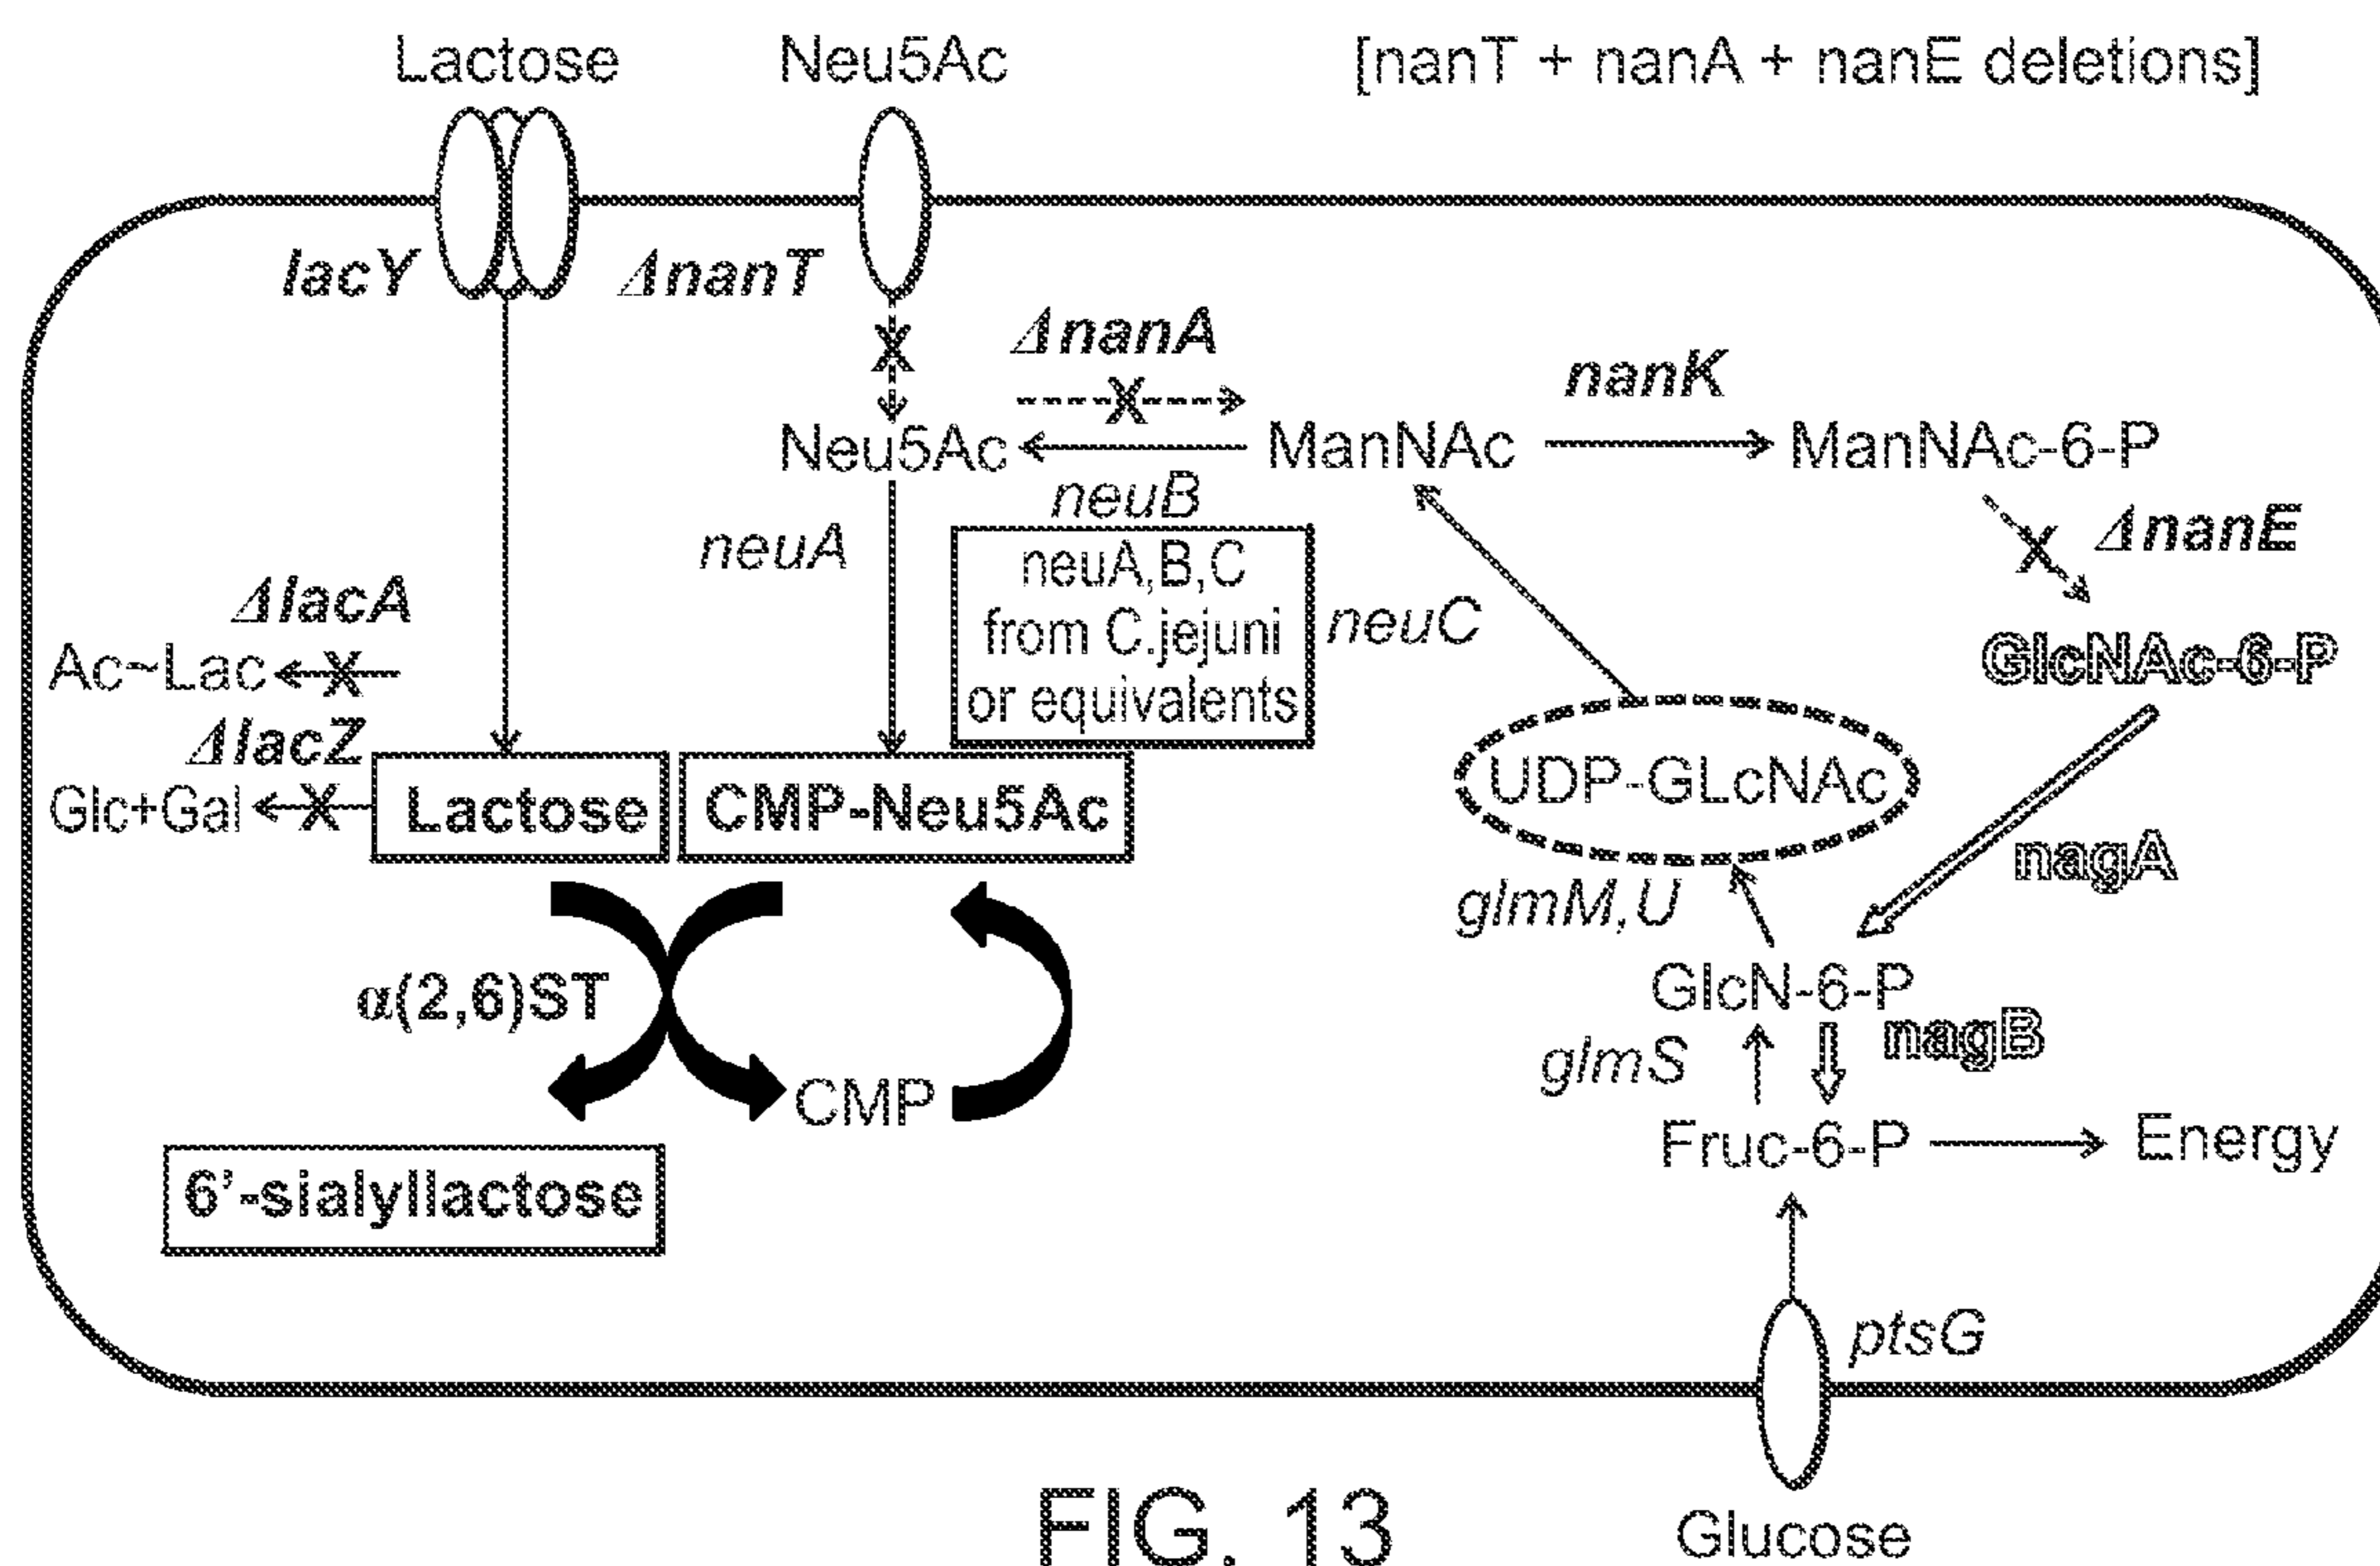 Lactose
Neu5Ac
[nanT + nanA + nanE deletions]
lacY
ΔnanT
ΔnanA
X
X
nanK
Neu5Ac
ManNAc
ManNAc-6-P
neuB
neuA
neuA,B,C
from C.jejuni
or equivalents
neuC
X
ΔnanE
GlcNAc-6-P
ΔlacA
Ac~Lac
X
ΔlacZ
Glc+Gal
X
Lactose
CMP-Neu5Ac
UDP-GLcNAc
nagA
glmM,U
GlcN-6-P
α(2,6)ST
nagB
glmS
CMP
Fruc-6-P
Energy
6’-sialyllactose
ptsG
Glucose
FIG. 13